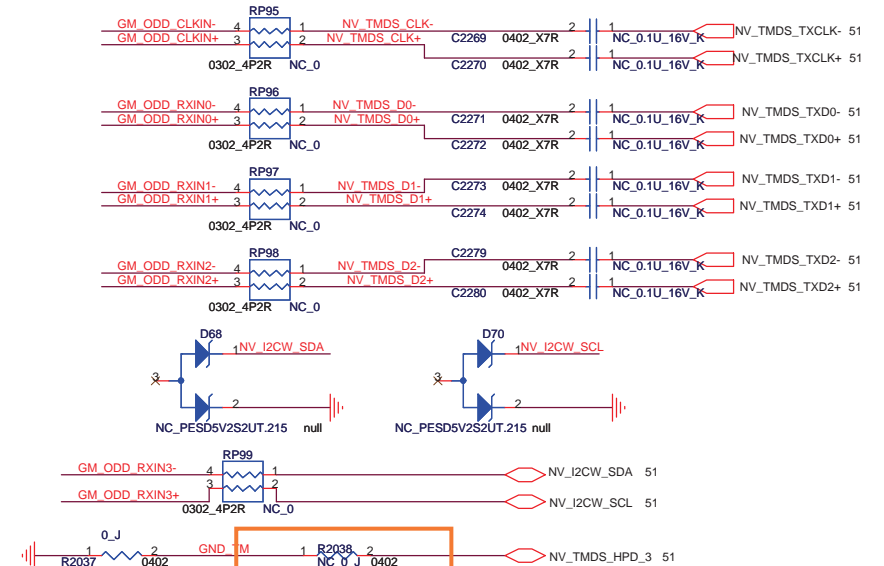 RP95
GM_ODD_CLKIN- 4 1 NV_TMDS_CLK- 2 1 NV_TMDS_TXCLK- 51
GM_ODD_CLKIN+ 3 2 NV_TMDS_CLK+ C2269 0402_X7R NC_0.1U_16V_K
2 1 NV_TMDS_TXCLK+ 51
0302_4P2R NC_0 C2270 0402_X7R NC_0.1U_16V_K
RP96
GM_ODD_RXIN0- 4 1 NV_TMDS_D0- 2 1 NV_TMDS_TXD0- 51
GM_ODD_RXIN0+ 3 2 NV_TMDS_D0+ C2271 0402_X7R NC_0.1U_16V_K
2 1 NV_TMDS_TXD0+ 51
0302_4P2R NC_0 C2272 0402_X7R NC_0.1U_16V_K
RP97
2 1 NV_TMDS_TXD1- 51
GM_ODD_RXIN1- 4 1 NV_TMDS_D1- C2273 0402_X7R NC_0.1U_16V_K
GM_ODD_RXIN1+ 3 2 NV_TMDS_D1+ 2 1 NV_TMDS_TXD1+ 51
C2274 0402_X7R NC_0.1U_16V_K
0302_4P2R NC_0
RP98 C2279
2 1 NV_TMDS_TXD2- 51
GM_ODD_RXIN2- 4 1 NV_TMDS_D2- 0402_X7R NC_0.1U_16V_K
GM_ODD_RXIN2+ 3 2 NV_TMDS_D2+ 2 1 NV_TMDS_TXD2+ 51
C2280 0402_X7R NC_0.1U_16V_K
0302_4P2R NC_0
D68 D70
1 NV_I2CW_SDA 1 NV_I2CW_SCL
3 3
2 2
NC_PESD5V2S2UT.215 null NC_PESD5V2S2UT.215 null
RP99
GM_ODD_RXIN3- 4 1 NV_I2CW_SDA 51
GM_ODD_RXIN3+ 3 2 NV_I2CW_SCL 51
0302_4P2R NC_0
0_J
1 2 GND_TM 1 R2038 2 NV_TMDS_HPD_3 51
R2037 0402 NC_0_J 0402